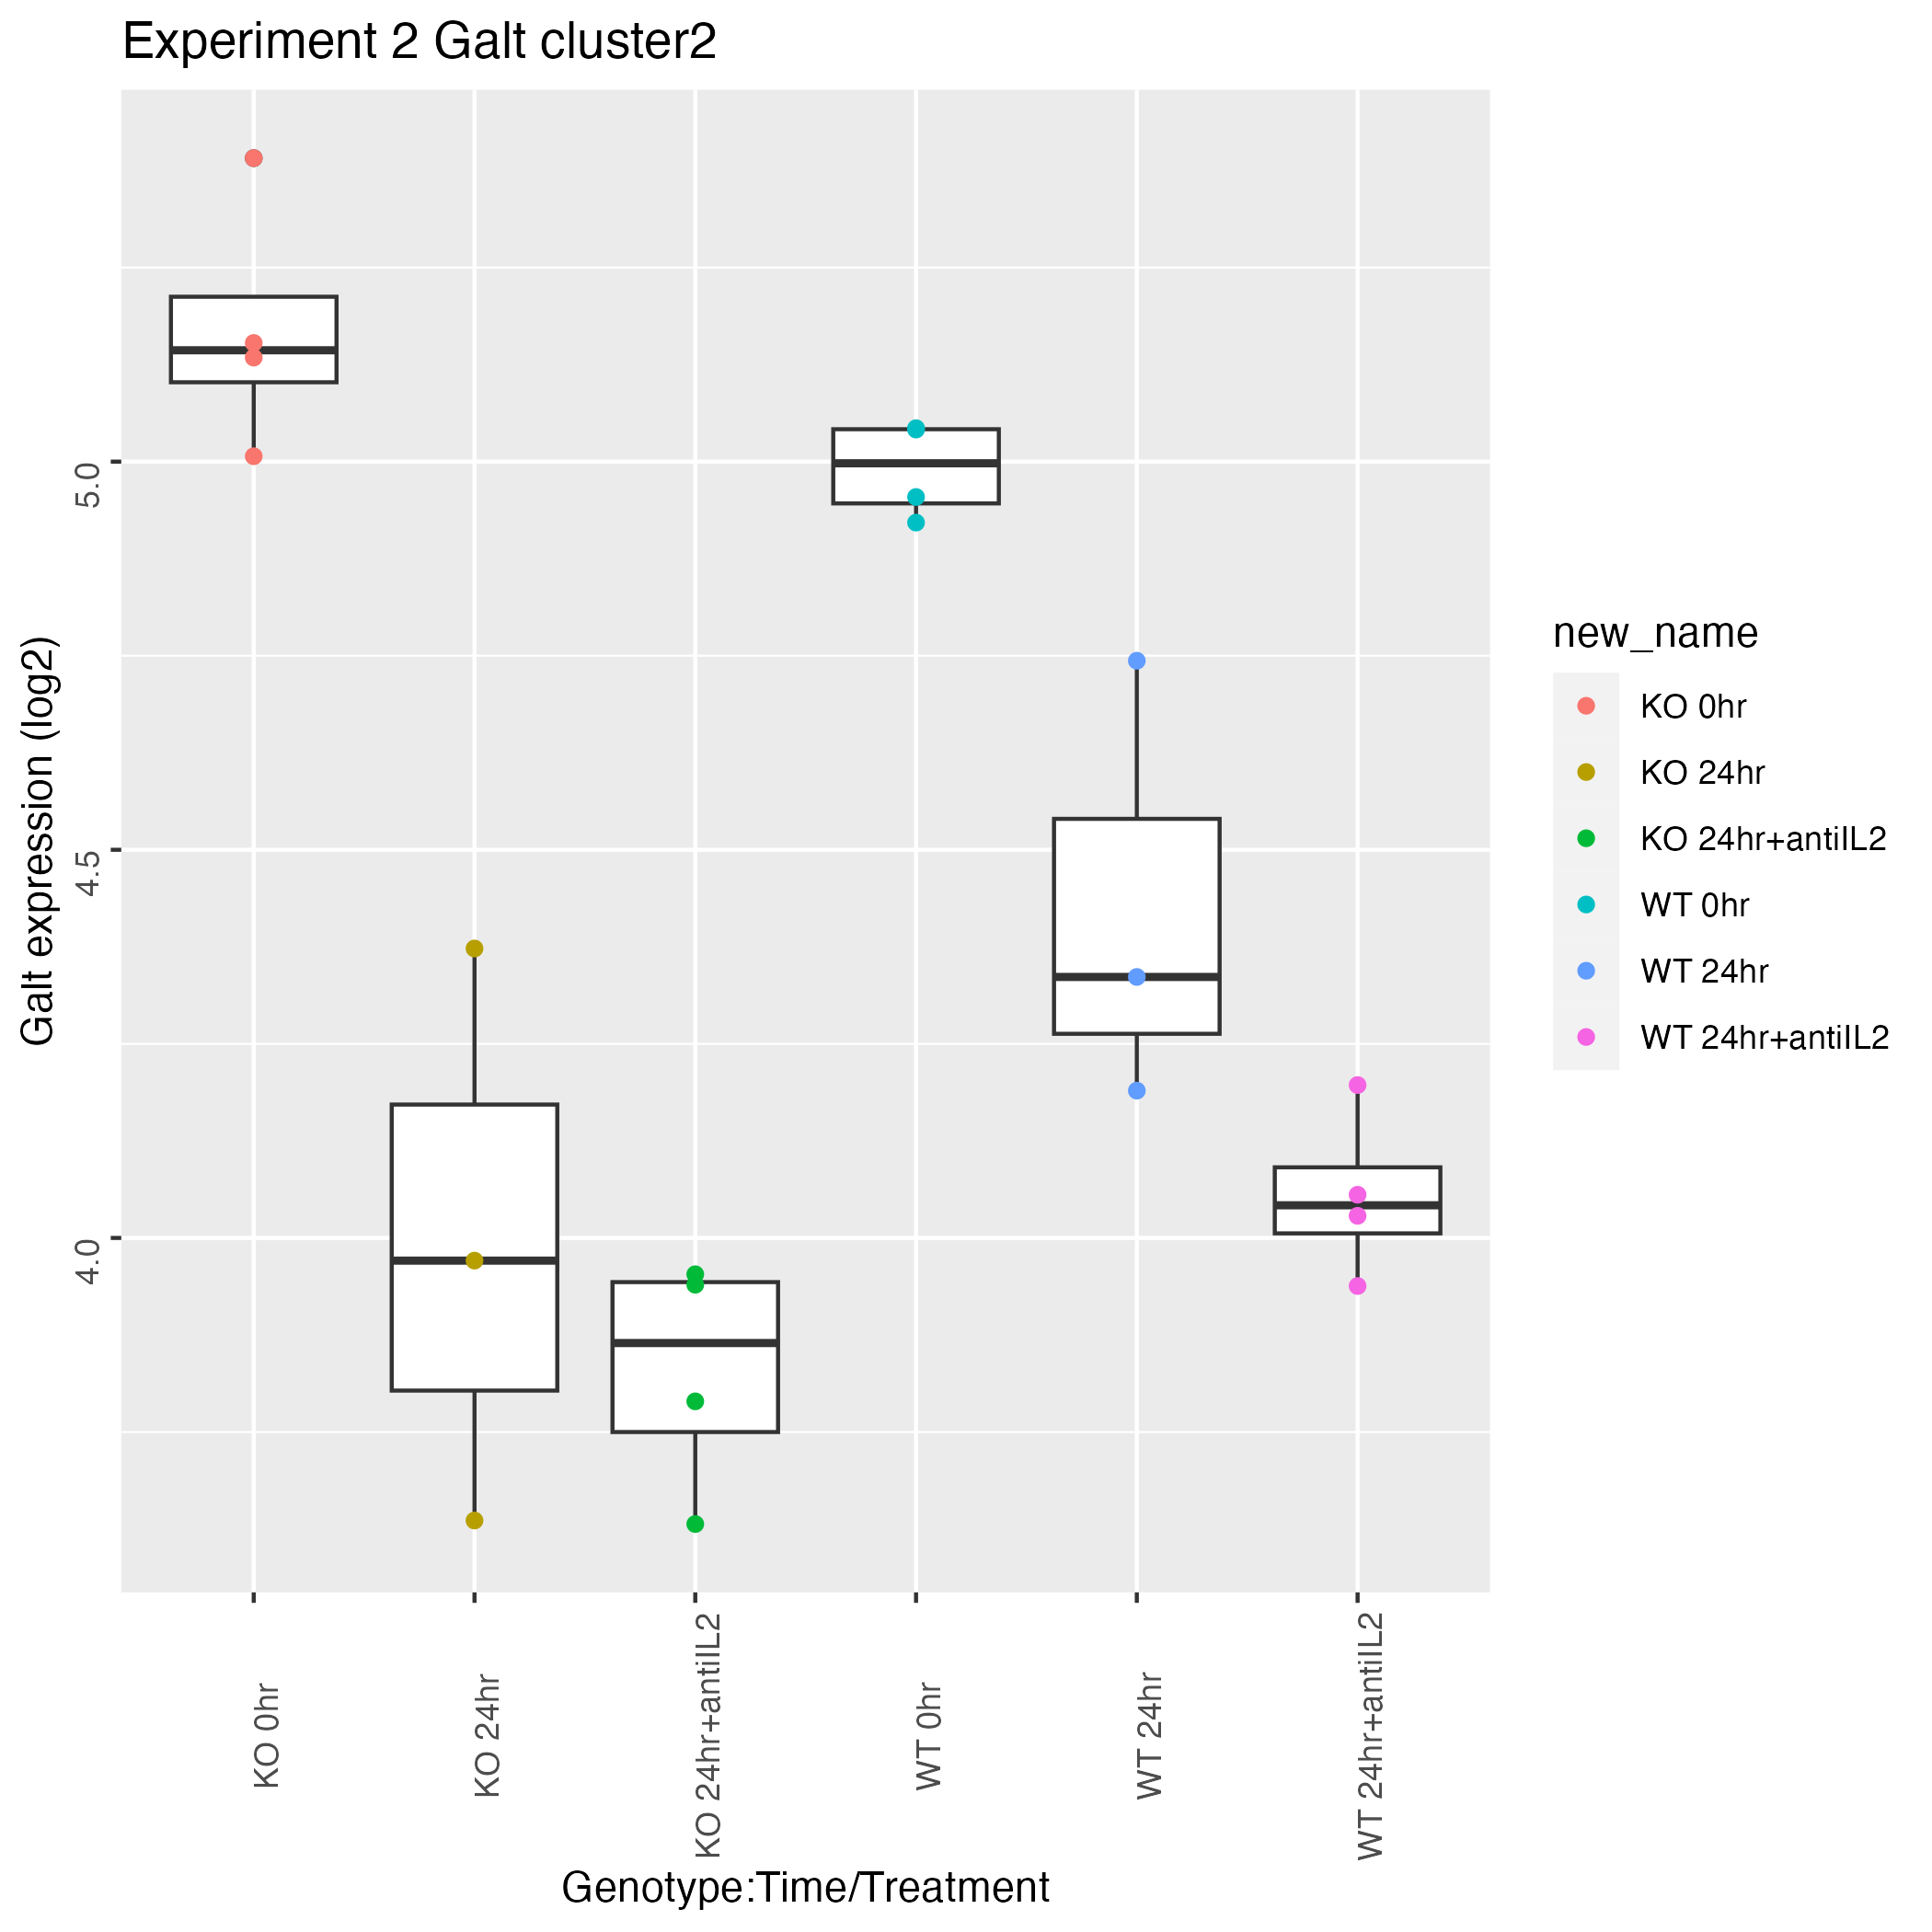 Experiment 2 Galt cluster2
Galt expression (log2)
5.0
4.5
4.0
KO 0hr
KO 24hr
KO 24hr+antiIL2
WT 0hr
WT 24hr
WT 24hr+antiIL2
Genotype:Time/Treatment
new_name
KO 0hr
KO 24hr
KO 24hr+antiIL2
WT 0hr
WT 24hr
WT 24hr+antiIL2